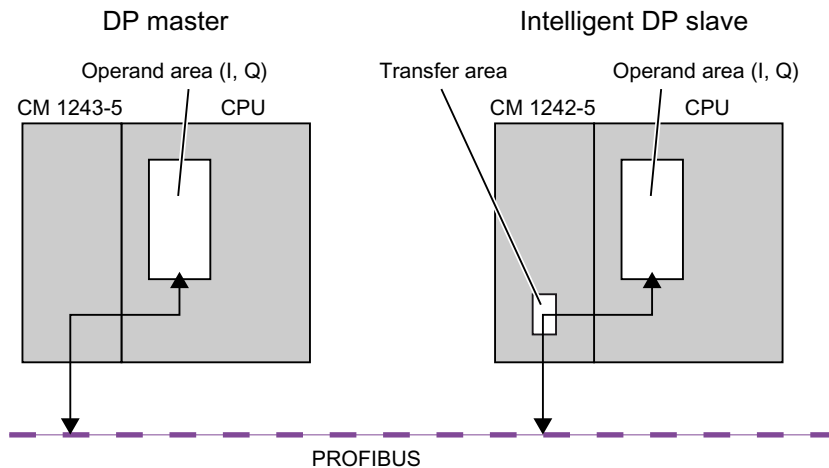 DP master
Intelligent DP slave
Operand area (I, Q)
Transfer area
Operand area (I, Q)
CM 1243-5
CPU
CM 1242-5
CPU
PROFIBUS